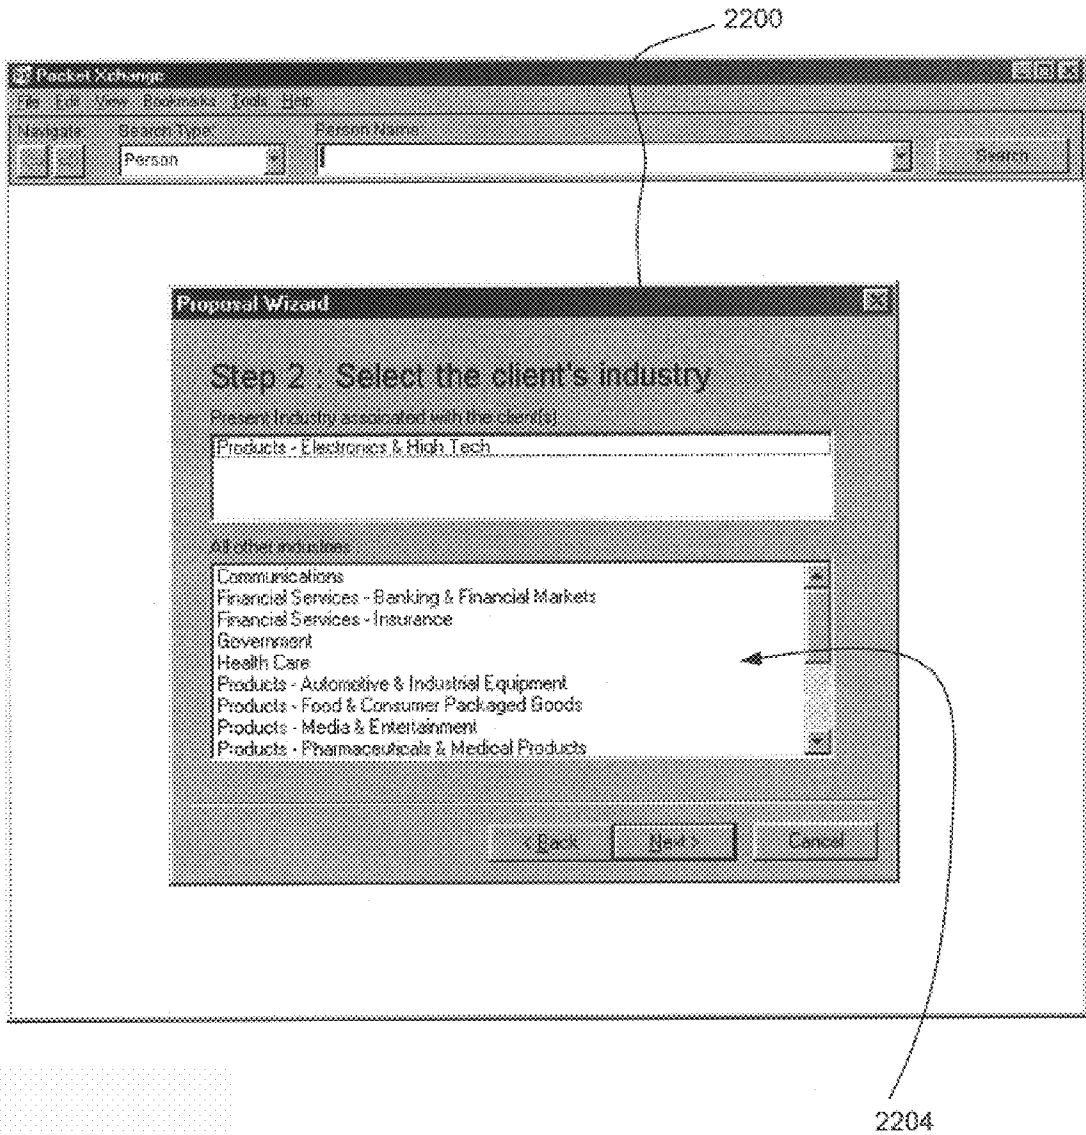 2200
Pocket Xchange
File Edit View Bookmarks Tools Help
Navigate Search Type: Person Name
Person Search
Proposal Wizard
Step 2 : Select the client's industry
Present Industry assoicated with the client(s)
Products - Electronics & High Tech
All other industries
Communications
Financial Services - Banking & Financial Markets
Financial Services - Insurance
Government
Health Care
Products - Automotive & Industrial Equipment
Products - Food & Consumer Packaged Goods
Products - Media & Entertainment
Products - Pharmaceuticals & Medical Products
< Back Next > Cancel
2204